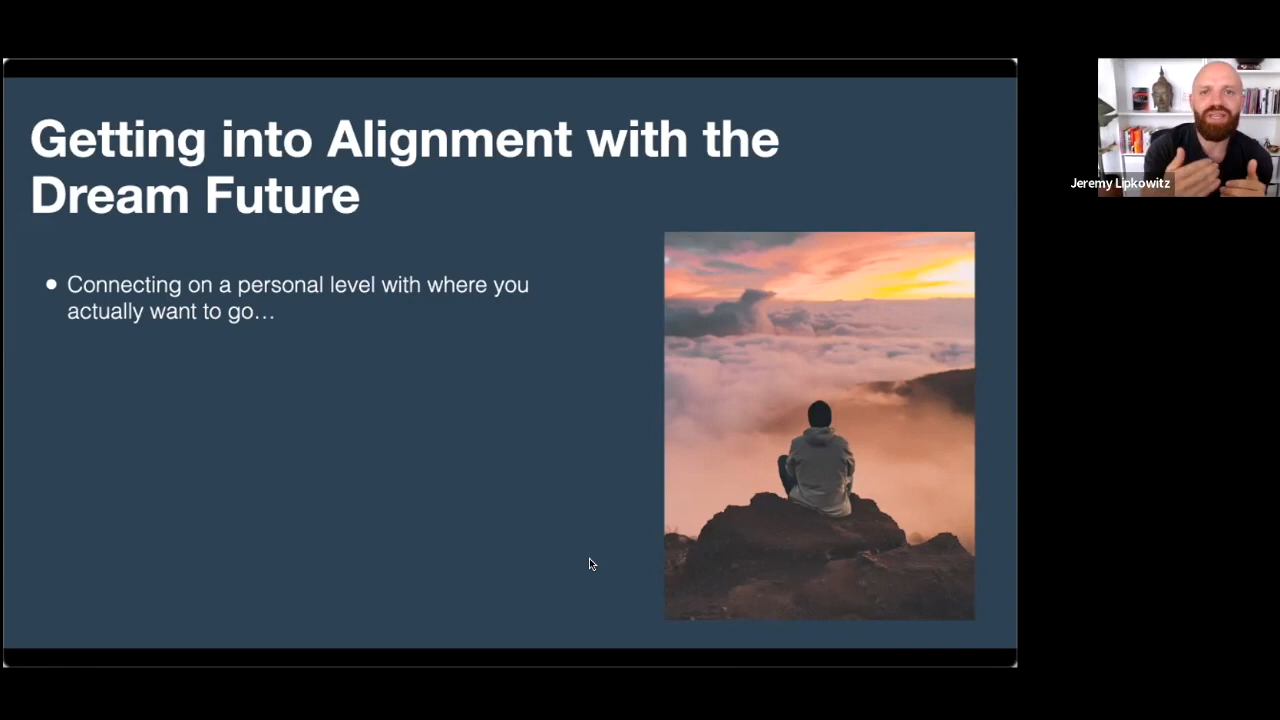 Getting into Alignment with the
Dream Future
● Connecting on a personal level with where you
actually want to go…
Jeremy Lipkowitz